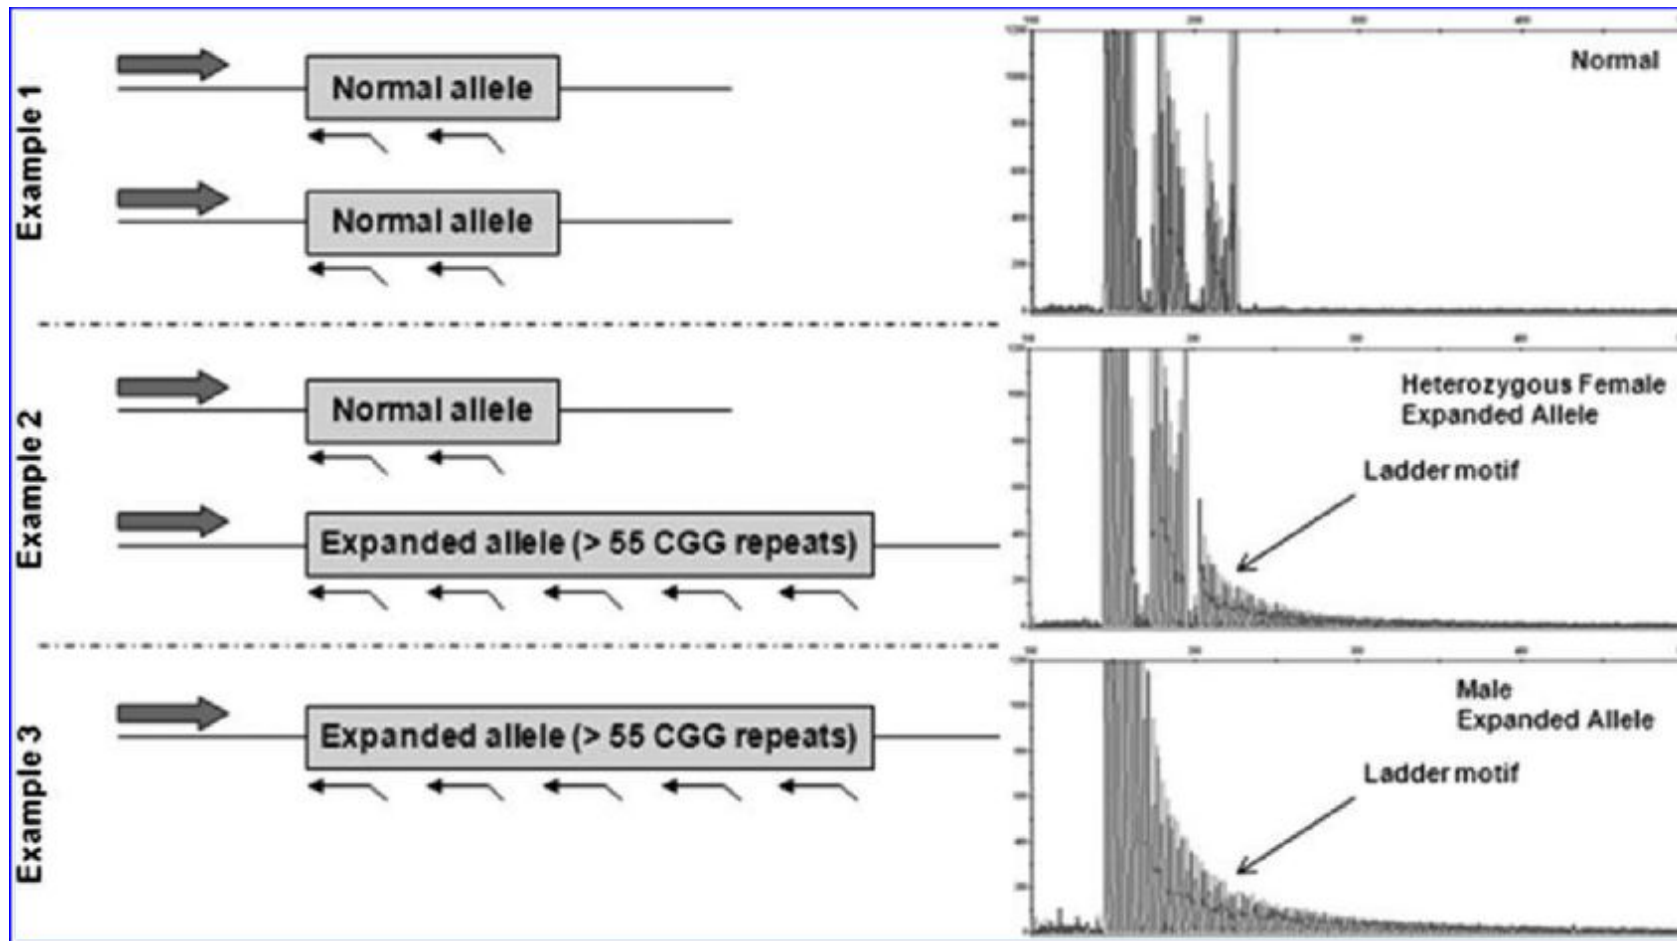 Example 1
Normal allele
Normal allele
Normal
Example 2
Normal allele
Expanded allele (> 55 CGG repeats)
Heterozygous Female
Expanded Allele
Ladder motif
Example 3
Expanded allele (> 55 CGG repeats)
Male
Expanded Allele
Ladder motif